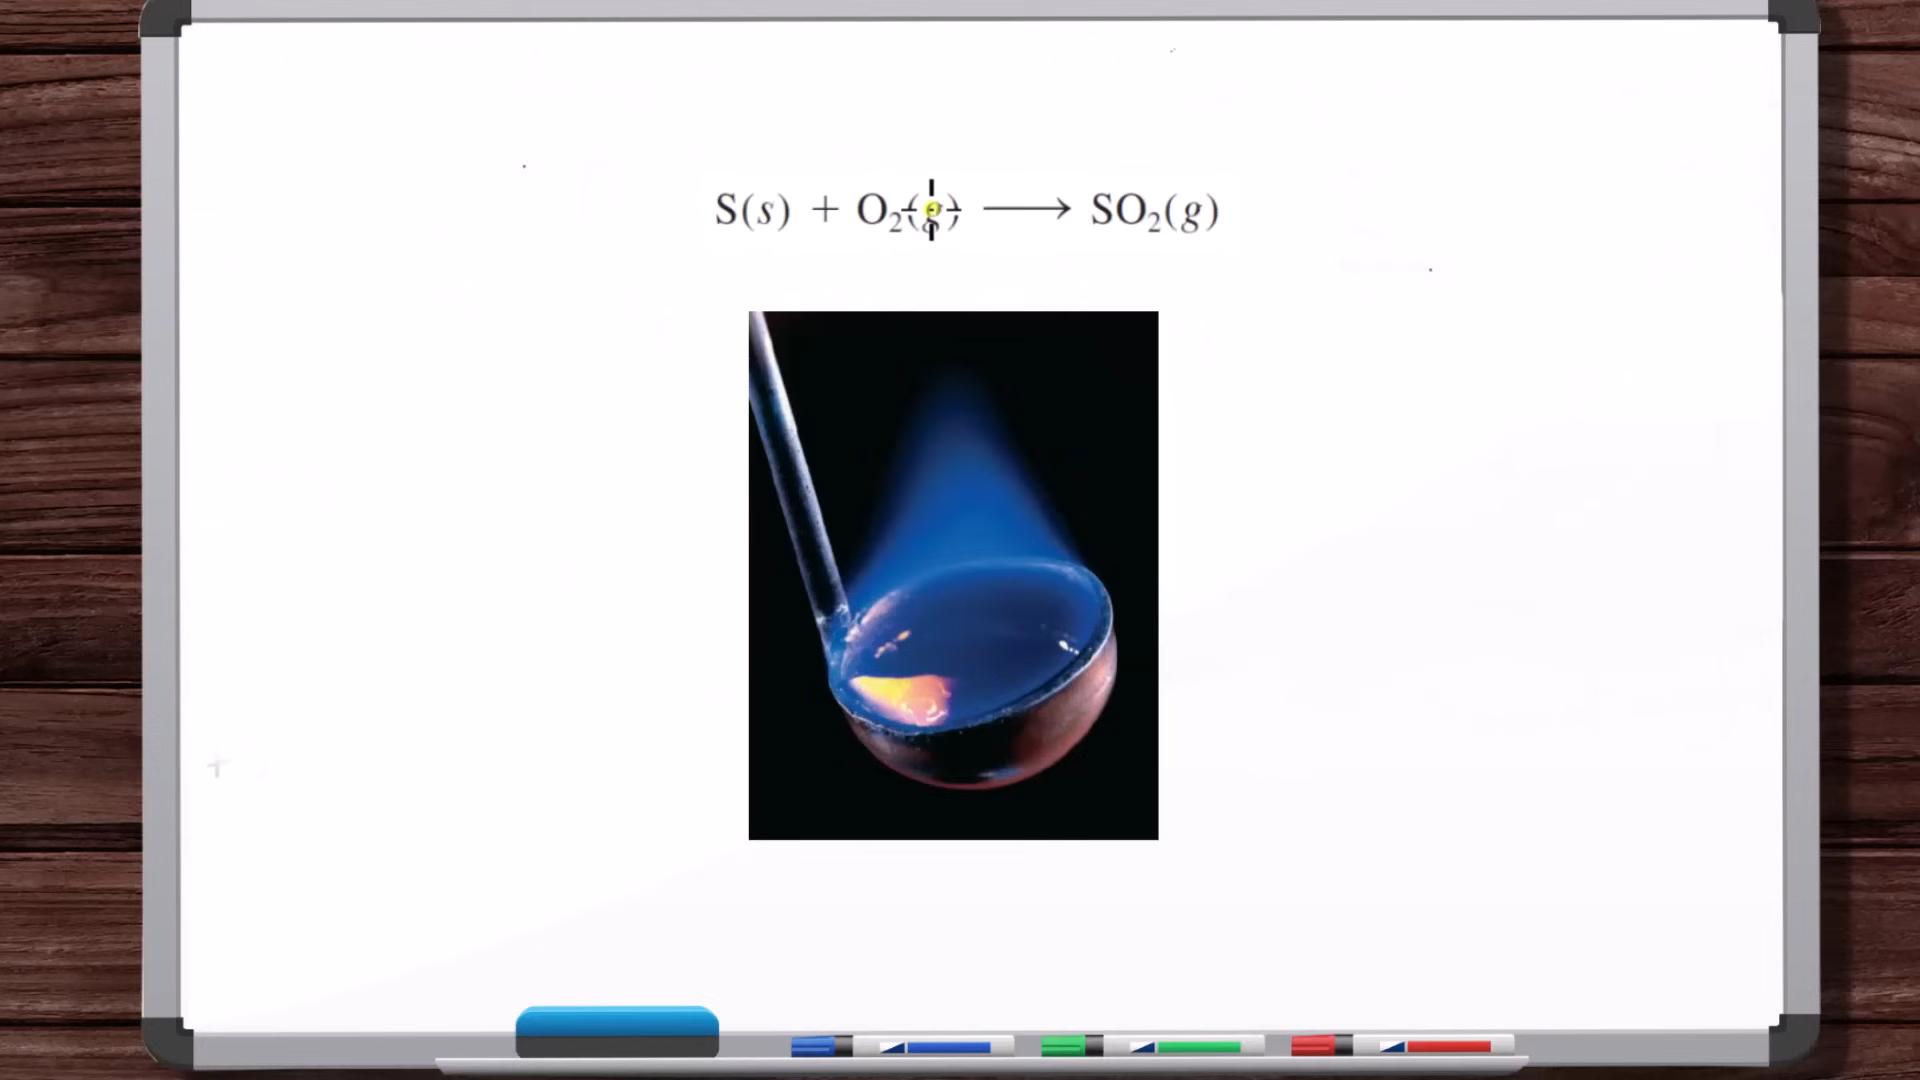 S(s) + O₂(g) ⟶ SO₂(g)